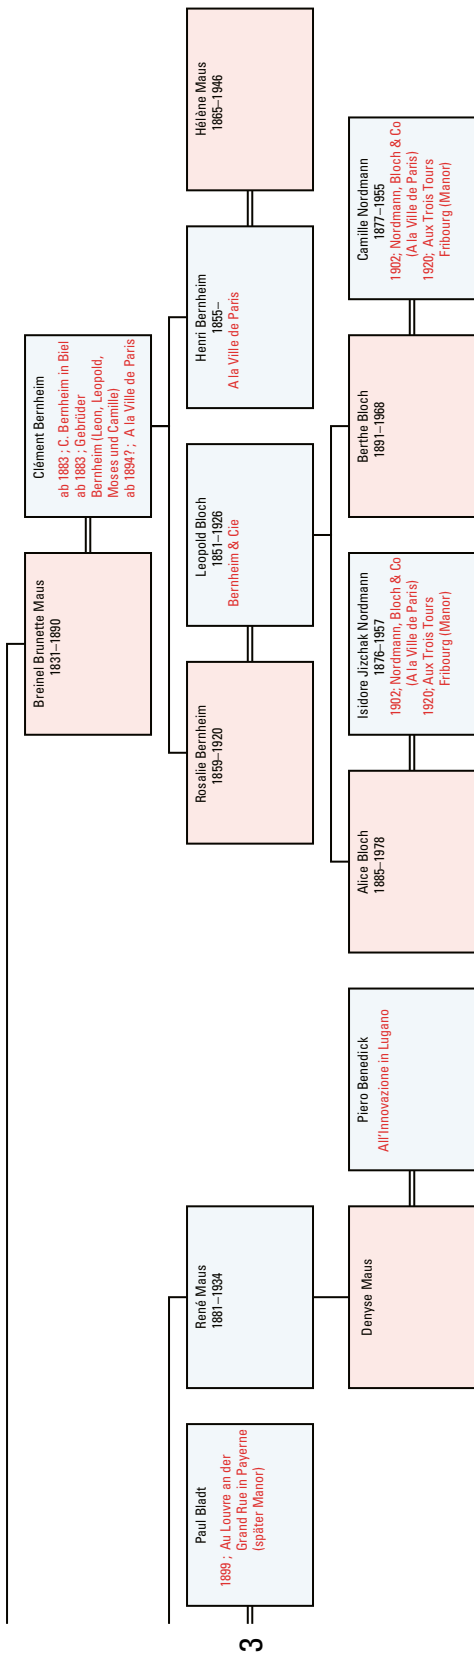 Breinel Brunette Maus
1831–1890
Clément Bernheim
ab 1883 ; C. Bernheim in Biel
ab 1883 ; Gebrüder
Bernheim (Leon, Leopold,
Moses und Camille)
ab 1894? ; A la Ville de Paris
Paul Bladt
1899 ; Au Louvre an der
Grand Rue in Payerne
(später Manor)
René Maus
1881–1934
Rosalie Bernheim
1859–1920
Leopold Bloch
1851–1926
Bernheim & Cie
Henri Bernheim
1855–
A la Ville de Paris
Hélène Maus
1865–1946
Denyse Maus
Piero Benedick
All'Innovazione in Lugano
Alice Bloch
1885–1978
Isidore Jizchak Nordmann
1876–1957
1902; Nordmann, Bloch & Co
(A la Ville de Paris)
1920; Aux Trois Tours
Fribourg (Manor)
Berthe Bloch
1891–1968
Camille Nordmann
1877–1955
1902; Nordmann, Bloch & Co
(A la Ville de Paris)
1920; Aux Trois Tours
Fribourg (Manor)
3